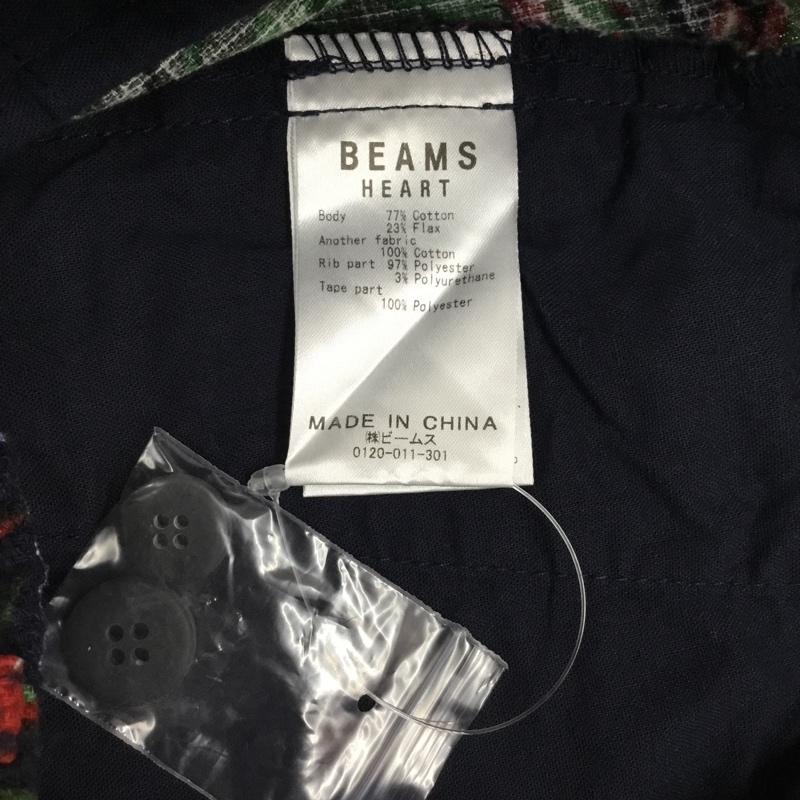 BEAMS
HEART
Body 77% Cotton
23% Flax
Another fabric
100% Cotton
Rib part 97% Polyester
3% Polyurethane
Tape part
100% Polyester
MADE IN CHINA
㈱ビームス
0120-011-301